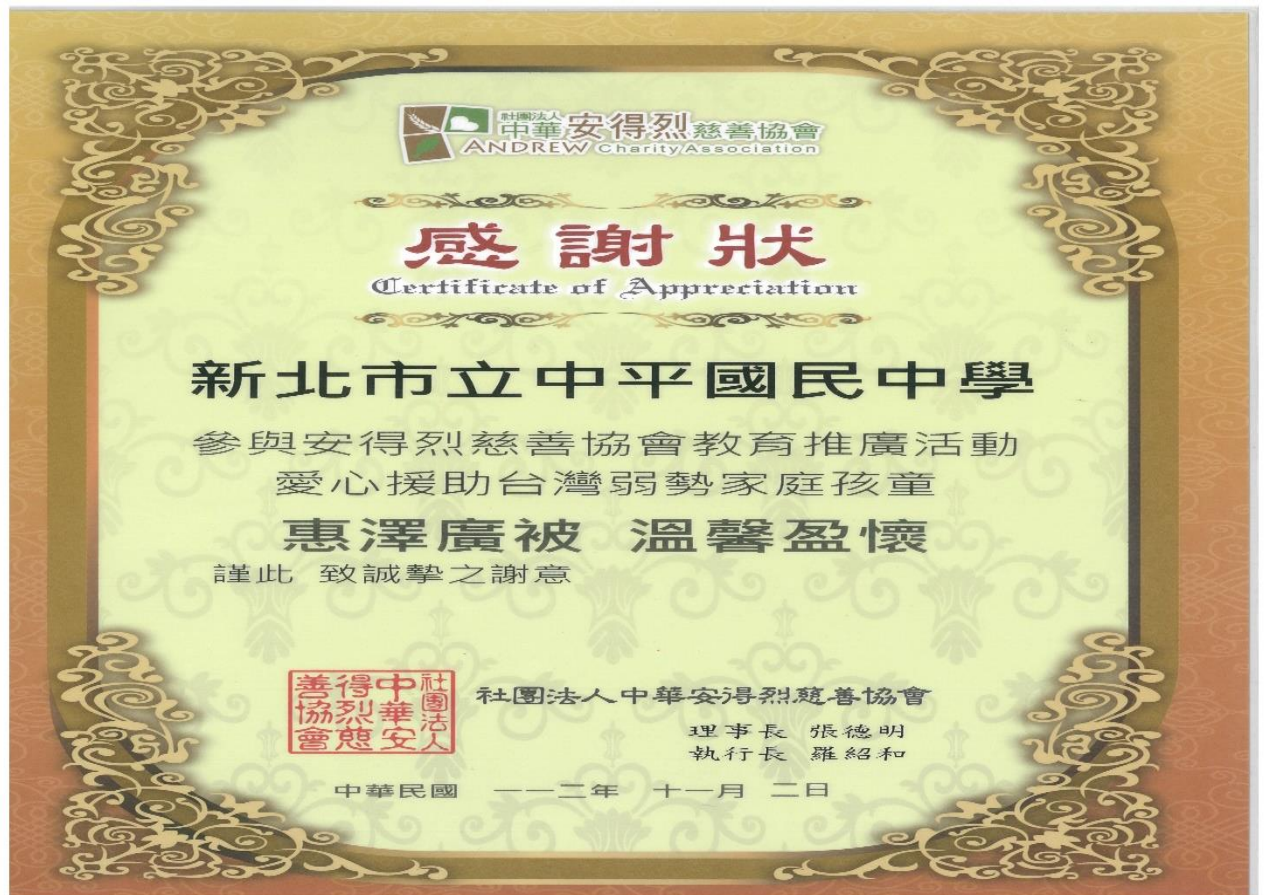 社團法人
中華安得烈慈善協會
ANDREW Charity Association
感謝狀
Certificate of Appreciation
新北市立中平國民中學
參與安得烈慈善協會教育推廣活動
愛心援助台灣弱勢家庭孩童
惠澤廣被 溫馨盈懷
謹此 致誠摯之謝意
社團法人
中華安
得烈慈
善協會
社團法人中華安得烈慈善協會
理事長 張德明
執行長 羅紹和
中華民國 一一二年 十一月 二日